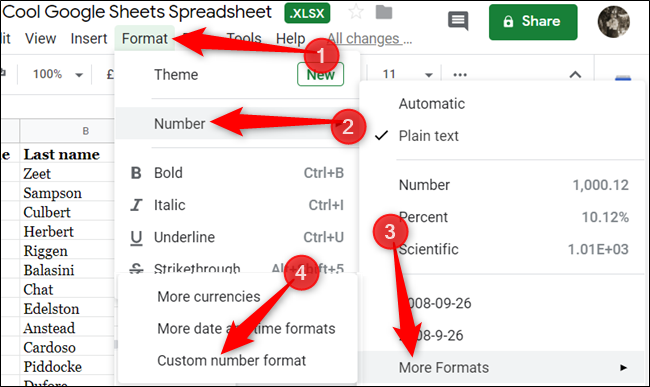 Cool Google Sheets Spreadsheet .XLSX
Share
View Insert Format Tools Help All changes ...
1
100% £ 11 ...
Theme New
Number
2
Automatic
Plain text
Number 1,000.12
Percent 10.12%
Scientific 1.01E+03
3
2008-09-26
2008-9-26
More Formats
B Bold Ctrl+B
I Italic Ctrl+I
U Underline Ctrl+U
S Strikethrough Alt+Shift+5
4
More currencies
More date and time formats
Custom number format
B
Last name
Zeet
Sampson
Culbert
Herbert
Riggen
Balasini
Chat
Edelston
Anstead
Cardoso
Piddocke
Dufore